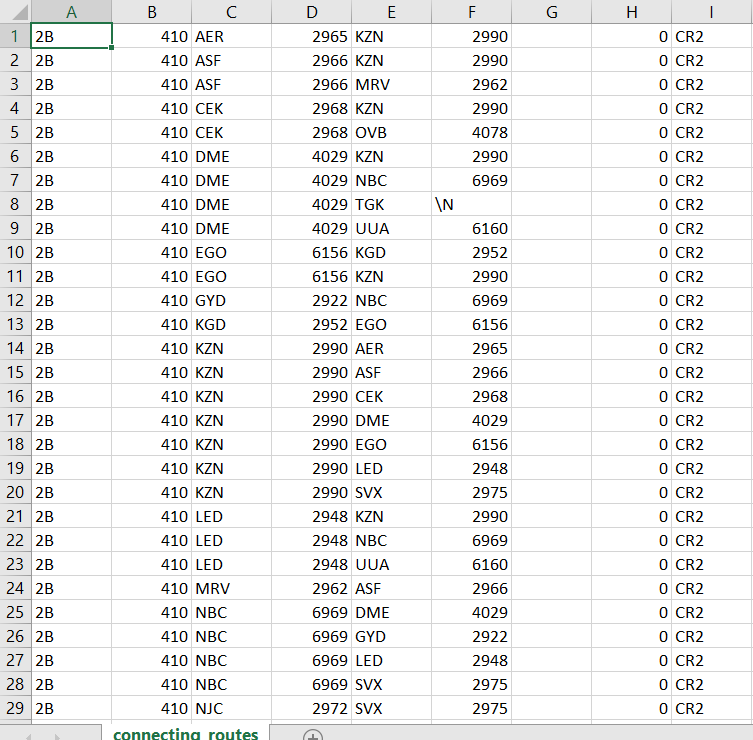 A B C D E F G H I
1 2B 410 AER 2965 KZN 2990 0 CR2
2 2B 410 ASF 2966 KZN 2990 0 CR2
3 2B 410 ASF 2966 MRV 2962 0 CR2
4 2B 410 CEK 2968 KZN 2990 0 CR2
5 2B 410 CEK 2968 OVB 4078 0 CR2
6 2B 410 DME 4029 KZN 2990 0 CR2
7 2B 410 DME 4029 NBC 6969 0 CR2
8 2B 410 DME 4029 TGK \N 0 CR2
9 2B 410 DME 4029 UUA 6160 0 CR2
10 2B 410 EGO 6156 KGD 2952 0 CR2
11 2B 410 EGO 6156 KZN 2990 0 CR2
12 2B 410 GYD 2922 NBC 6969 0 CR2
13 2B 410 KGD 2952 EGO 6156 0 CR2
14 2B 410 KZN 2990 AER 2965 0 CR2
15 2B 410 KZN 2990 ASF 2966 0 CR2
16 2B 410 KZN 2990 CEK 2968 0 CR2
17 2B 410 KZN 2990 DME 4029 0 CR2
18 2B 410 KZN 2990 EGO 6156 0 CR2
19 2B 410 KZN 2990 LED 2948 0 CR2
20 2B 410 KZN 2990 SVX 2975 0 CR2
21 2B 410 LED 2948 KZN 2990 0 CR2
22 2B 410 LED 2948 NBC 6969 0 CR2
23 2B 410 LED 2948 UUA 6160 0 CR2
24 2B 410 MRV 2962 ASF 2966 0 CR2
25 2B 410 NBC 6969 DME 4029 0 CR2
26 2B 410 NBC 6969 GYD 2922 0 CR2
27 2B 410 NBC 6969 LED 2948 0 CR2
28 2B 410 NBC 6969 SVX 2975 0 CR2
29 2B 410 NJC 2972 SVX 2975 0 CR2
connecting_routes